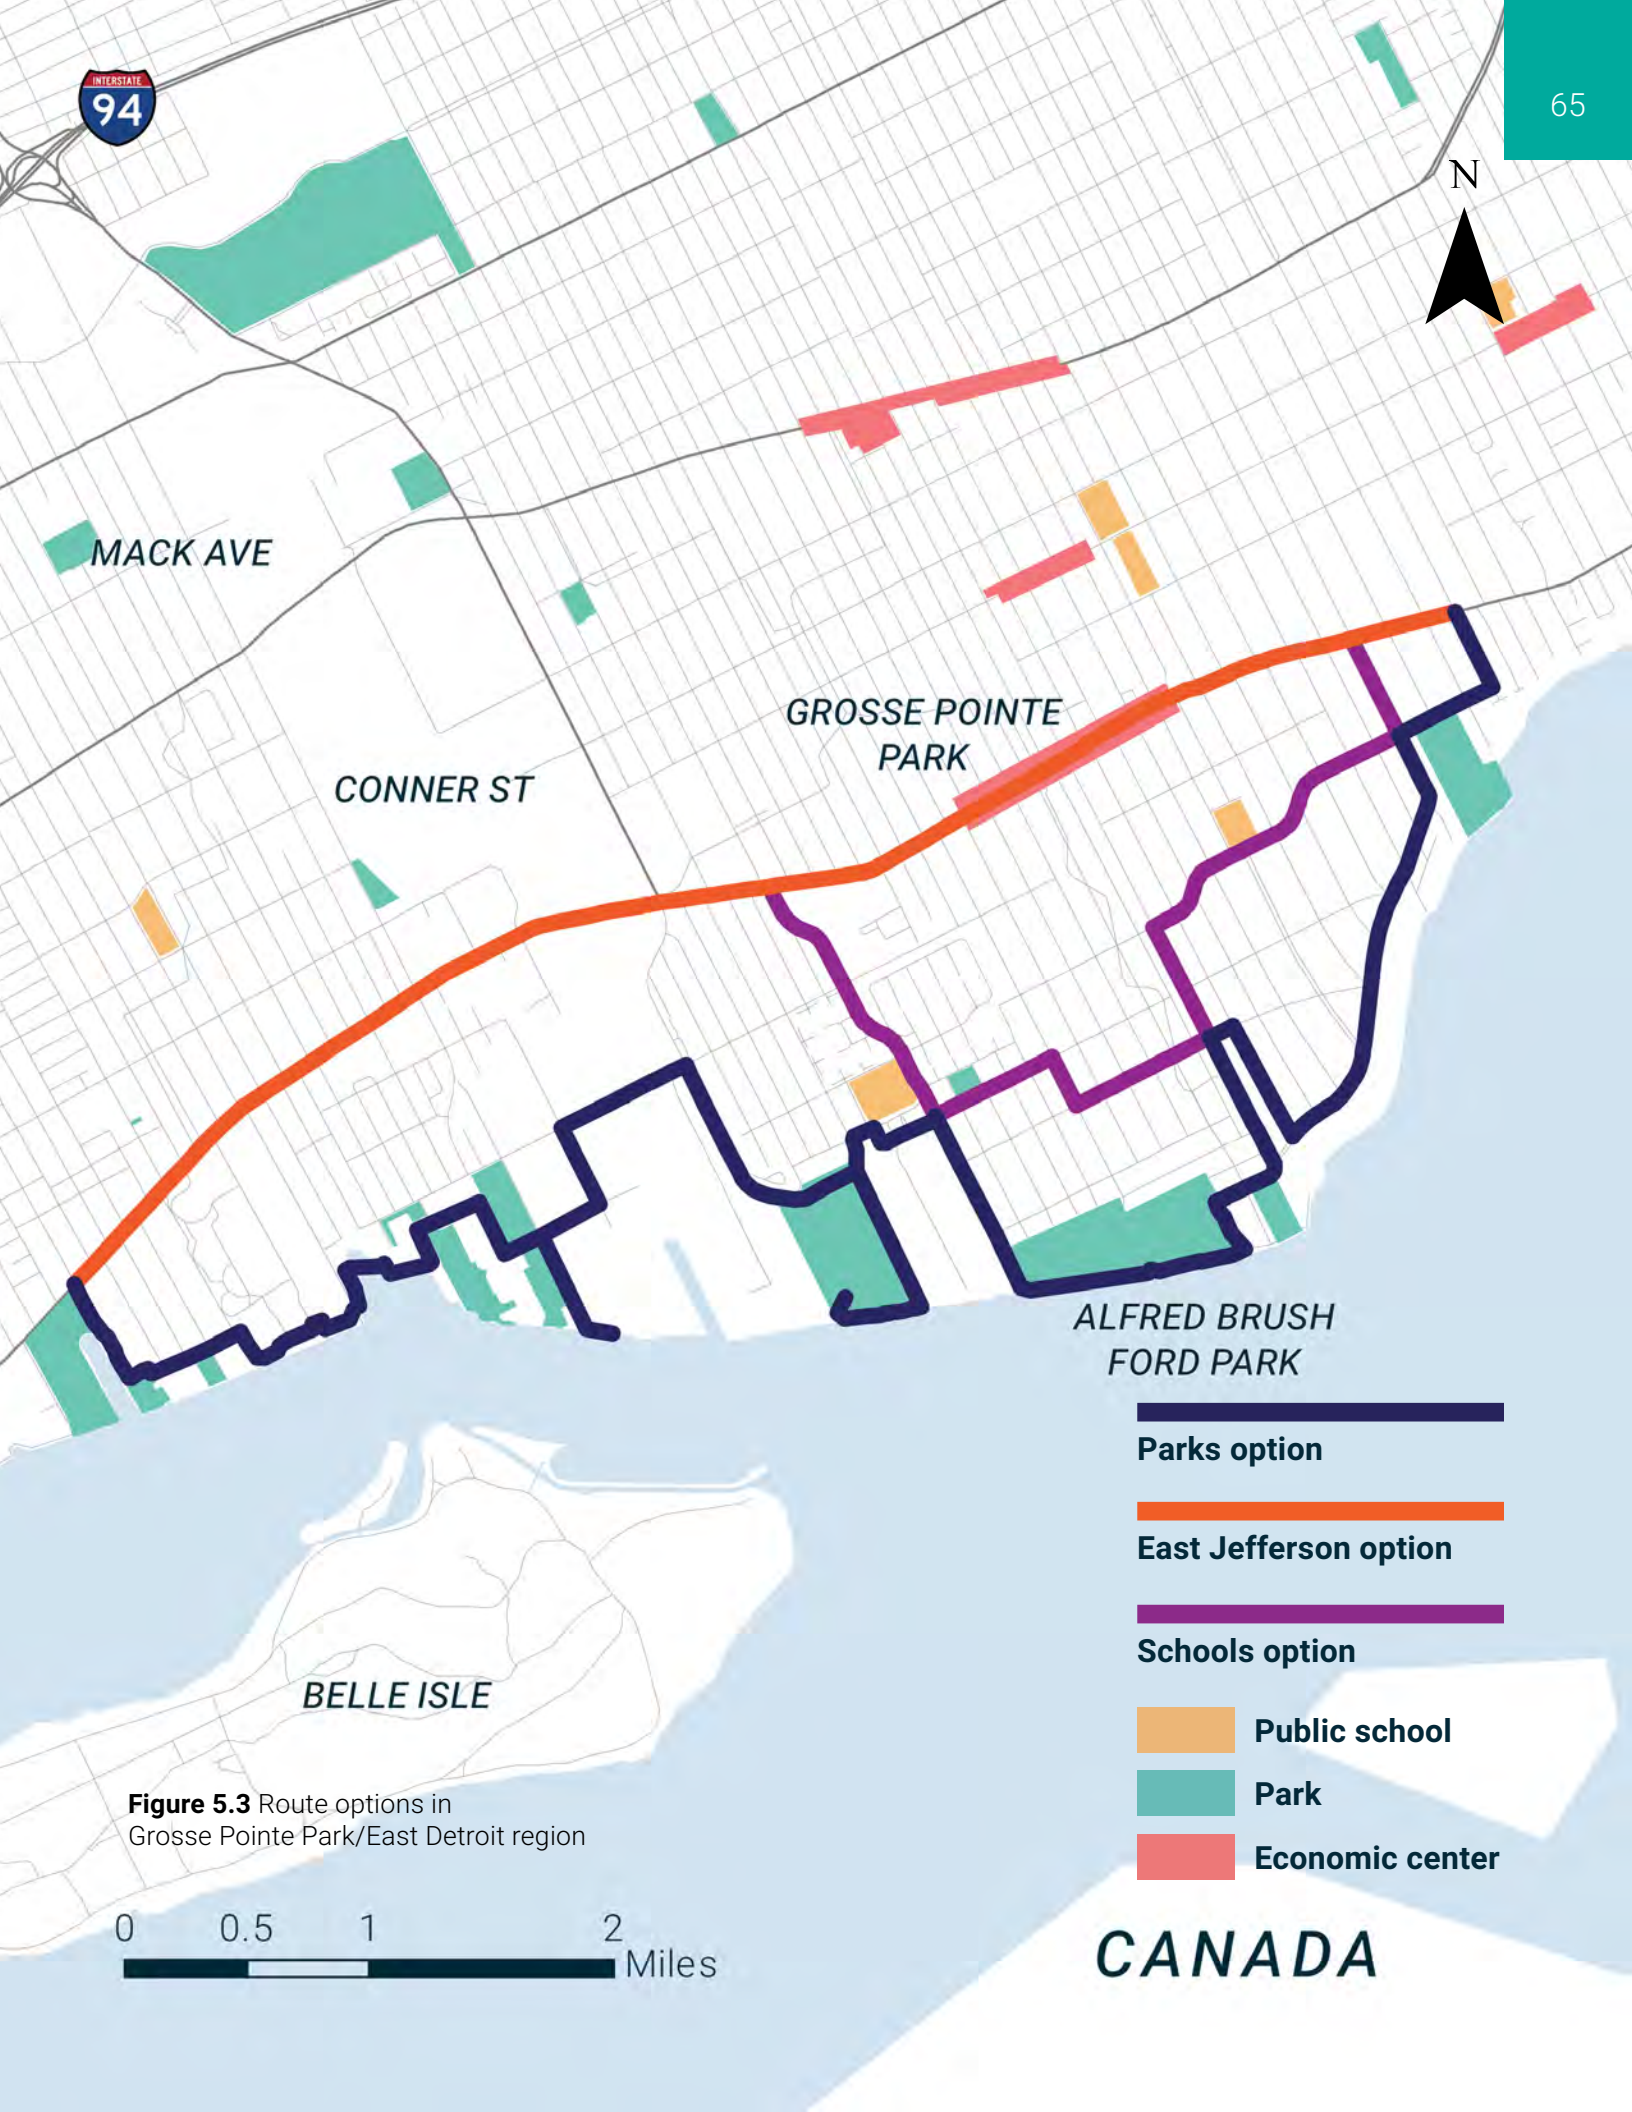 65
INTERSTATE
94
N
MACK AVE
GROSSE POINTE
PARK
CONNER ST
ALFRED BRUSH
FORD PARK
Parks option
East Jefferson option
Schools option
BELLE ISLE
Public school
Park
Economic center
Figure 5.3 Route options in
Grosse Pointe Park/East Detroit region
0 0.5 1 2
Miles
CANADA